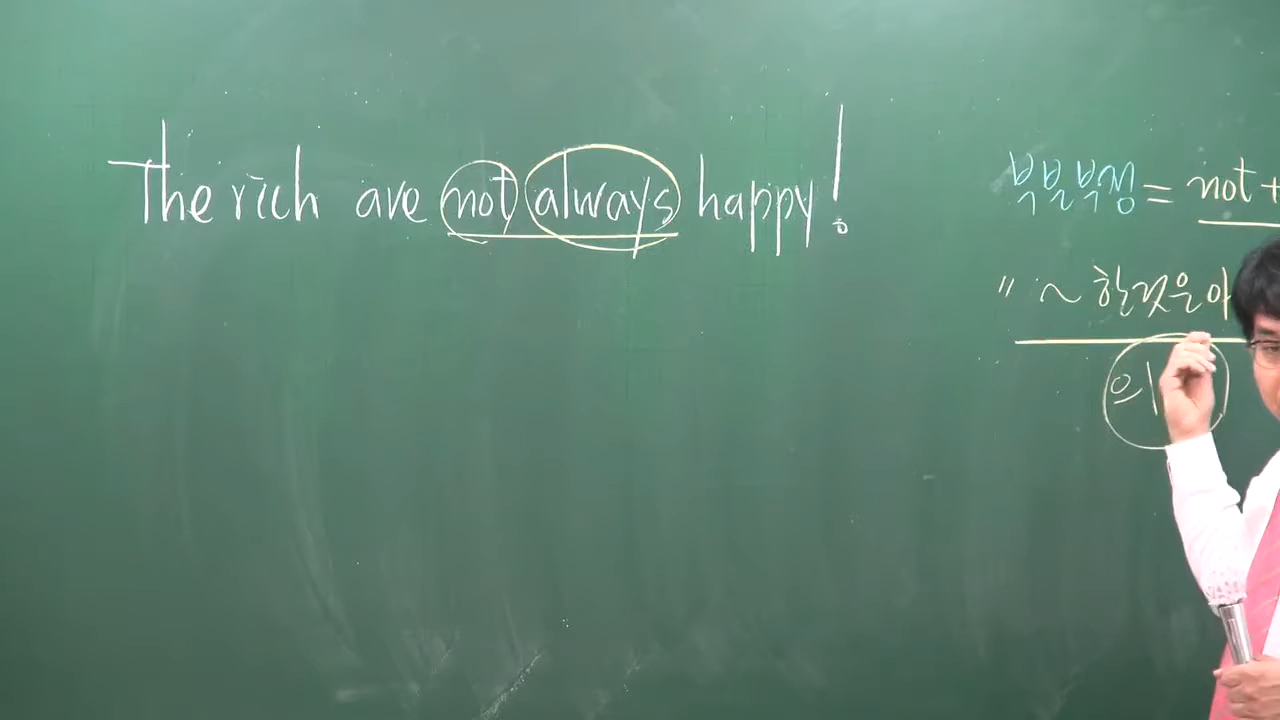 The rich are not always happy!
부분부정 = not +
" ~ 한것은아
의